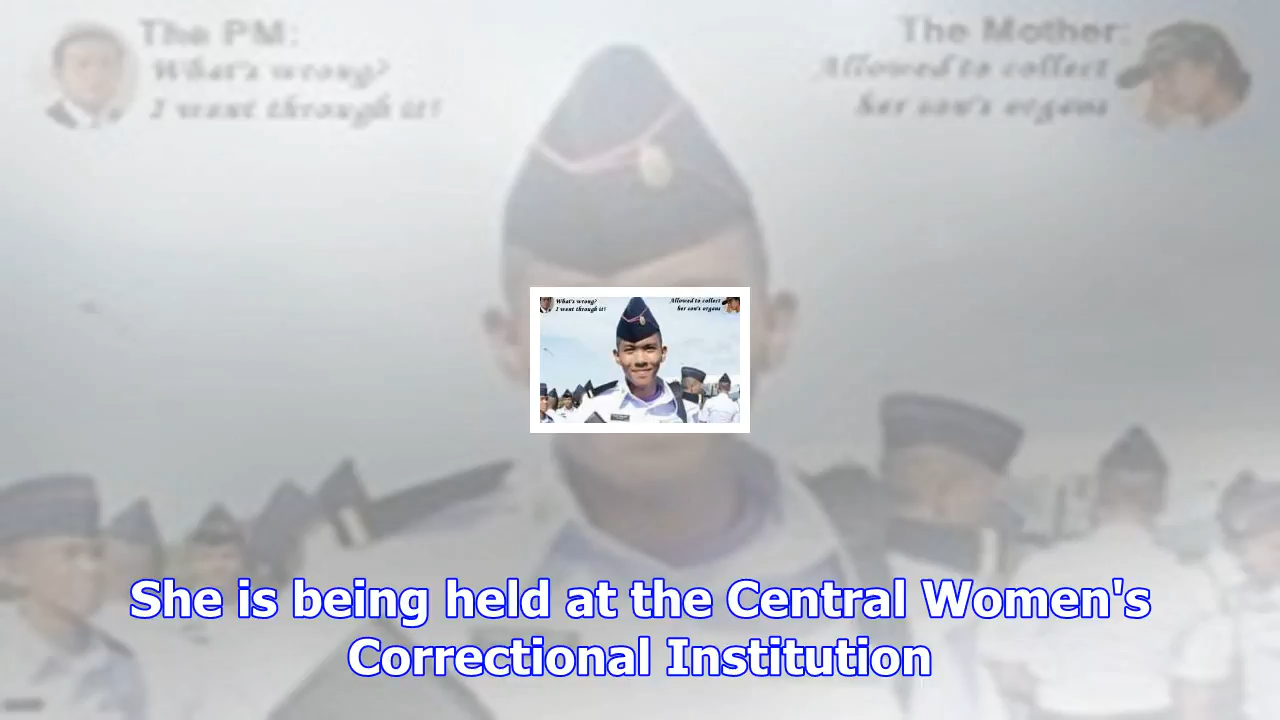 The PM:
What's wrong?
I went through it!
The Mother:
Allowed to collect
her son's organs
What's wrong?
I went through it!
Allowed to collect
her son's organs
She is being held at the Central Women's
Correctional Institution